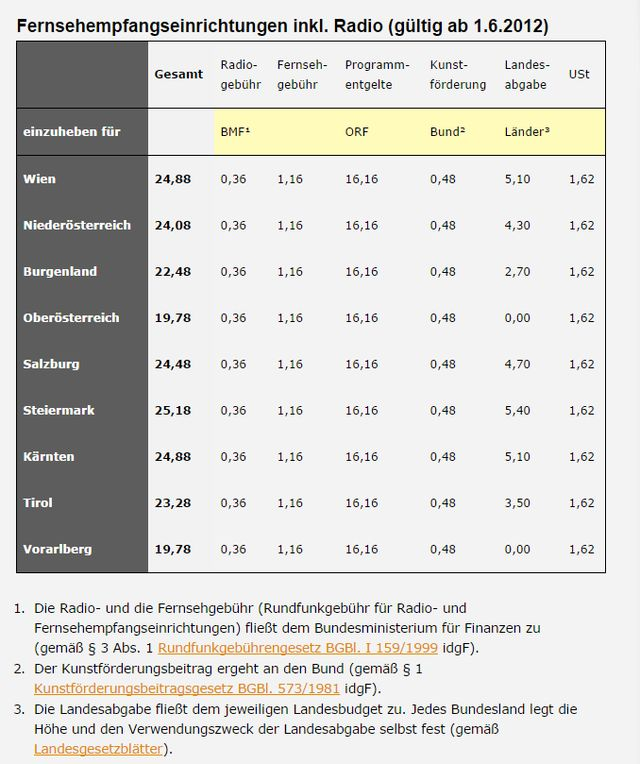 Fernsehempfangseinrichtungen inkl. Radio (gültig ab 1.6.2012)
Gesamt Radio- Fernseh- Programm- Kunst- Landes- USt
gebühr gebühr entgelte förderung abgabe
einzuheben für BMF¹ ORF Bund² Länder³
Wien 24,88 0,36 1,16 16,16 0,48 5,10 1,62
Niederösterreich 24,08 0,36 1,16 16,16 0,48 4,30 1,62
Burgenland 22,48 0,36 1,16 16,16 0,48 2,70 1,62
Oberösterreich 19,78 0,36 1,16 16,16 0,48 0,00 1,62
Salzburg 24,48 0,36 1,16 16,16 0,48 4,70 1,62
Steiermark 25,18 0,36 1,16 16,16 0,48 5,40 1,62
Kärnten 24,88 0,36 1,16 16,16 0,48 5,10 1,62
Tirol 23,28 0,36 1,16 16,16 0,48 3,50 1,62
Vorarlberg 19,78 0,36 1,16 16,16 0,48 0,00 1,62
1. Die Radio- und die Fernsehgebühr (Rundfunkgebühr für Radio- und
Fernsehempfangseinrichtungen) fließt dem Bundesministerium für Finanzen zu
(gemäß § 3 Abs. 1 Rundfunkgebührengesetz BGBl. I 159/1999 idgF).
2. Der Kunstförderungsbeitrag ergeht an den Bund (gemäß § 1
Kunstförderungsbeitragsgesetz BGBl. 573/1981 idgF).
3. Die Landesabgabe fließt dem jeweiligen Landesbudget zu. Jedes Bundesland legt die
Höhe und den Verwendungszweck der Landesabgabe selbst fest (gemäß
Landesgesetzblätter).